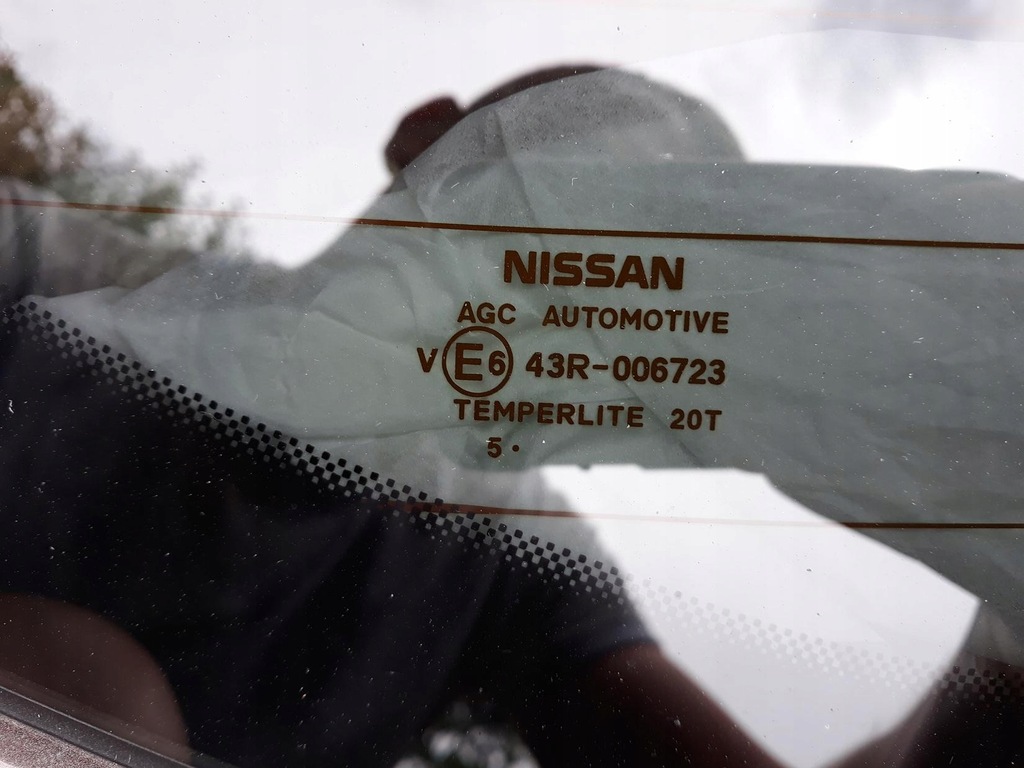 NISSAN
AGC AUTOMOTIVE
V E6 43R-006723
TEMPERLITE 20T
5 •